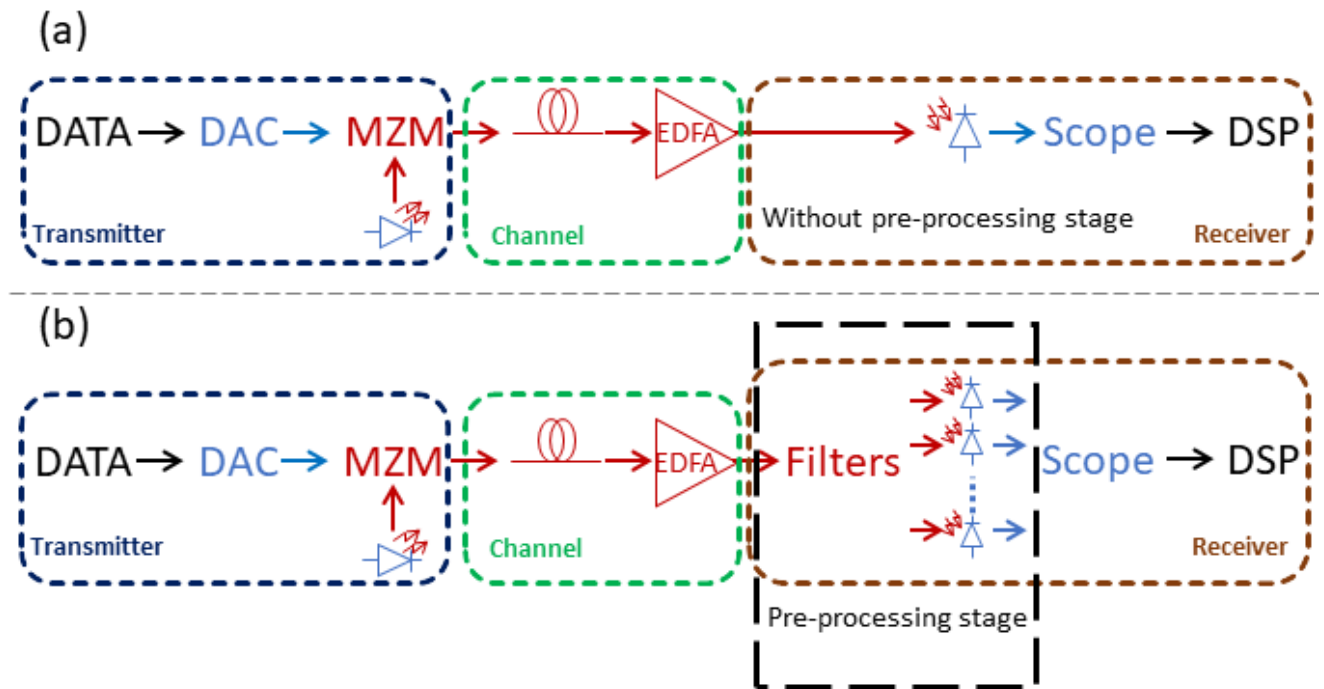 (a)
DATA DAC MZM EDFA Scope DSP
Without pre-processing stage
Transmitter Channel Receiver
(b)
DATA DAC MZM EDFA Filters Scope DSP
Transmitter Channel Receiver
Pre-processing stage